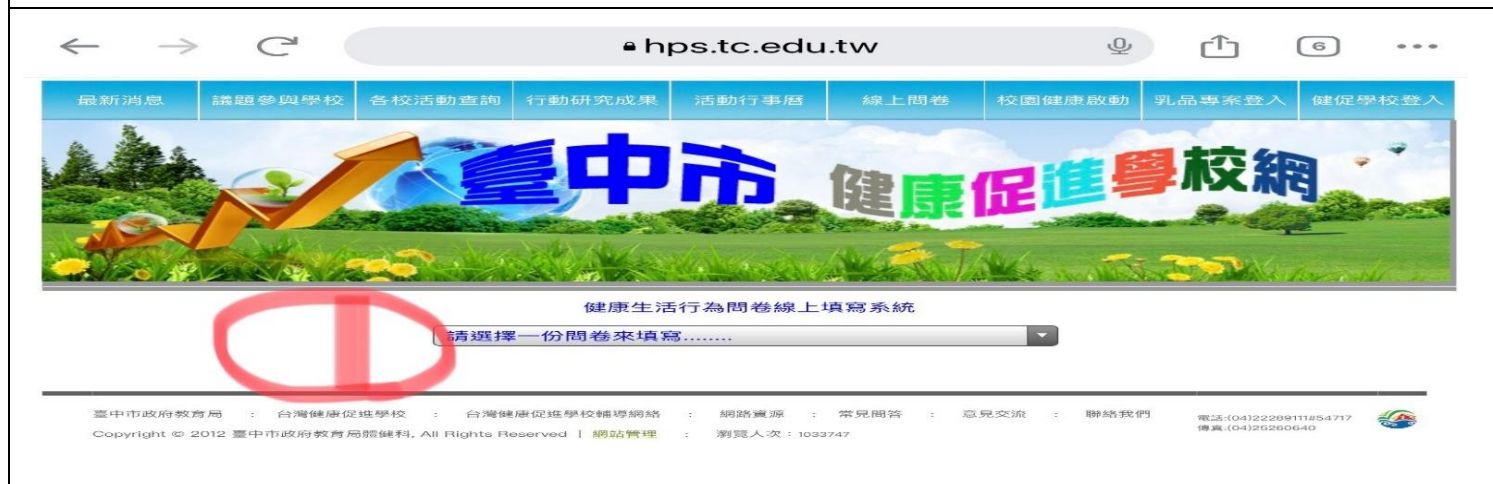 hps.tc.edu.tw
6
最新消息 議題參與學校 各校活動查詢 行動研究成果 活動行事曆 線上問卷 校園健康啟動 乳品專案登入 健促學校登入
臺中市 健康促進學校網
健康生活行為問卷線上填寫系統
請選擇一份問卷來填寫........
臺中市政府教育局 : 台灣健康促進學校 : 台灣健康促進學校輔導網絡 : 網路資源 : 常見問答 : 意見交流 : 聯絡我們
電話:(04)22289111#54717
Copyright © 2012 臺中市政府教育局體健科, All Rights Reserved | 網站管理 : 瀏覽人次：1033747
傳真:(04)25260640